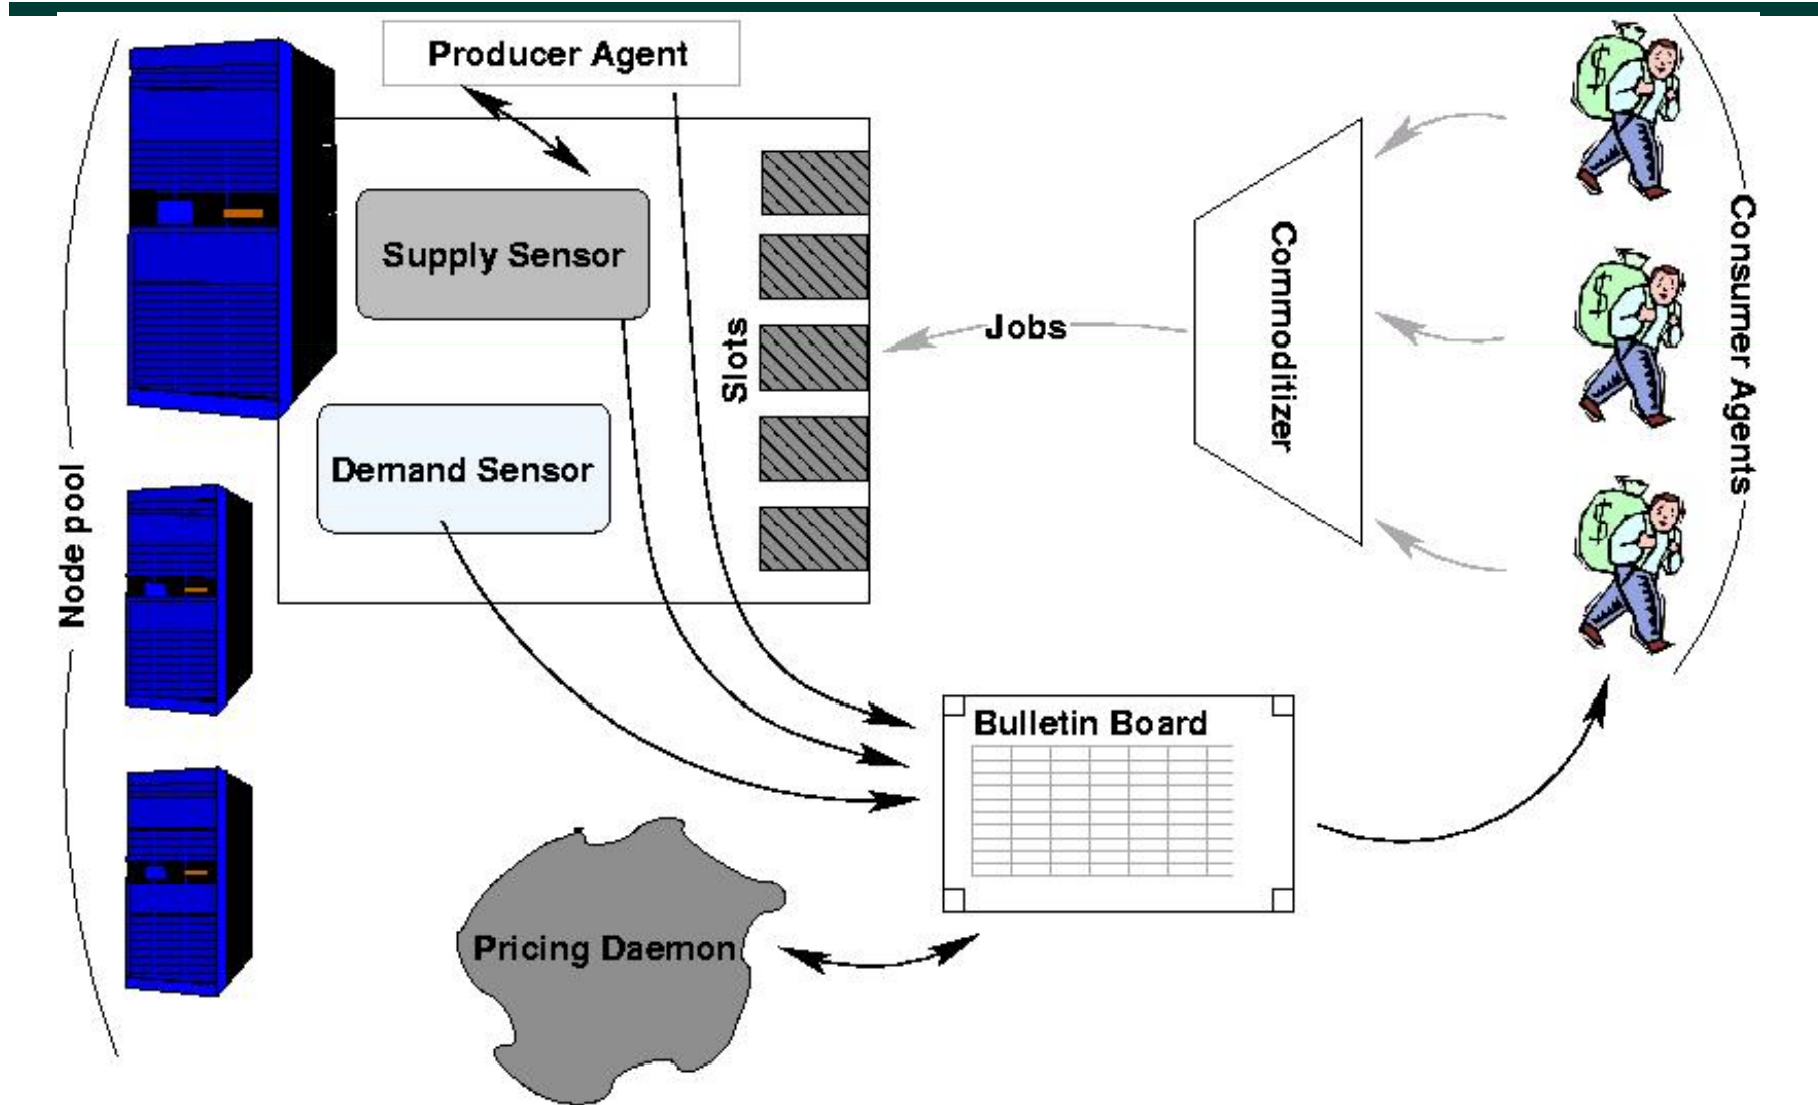 Producer Agent
Supply Sensor
Slots
Jobs
Commoditizer
Consumer Agents
Demand Sensor
Node pool
Bulletin Board
Pricing Daemon
$
$
$